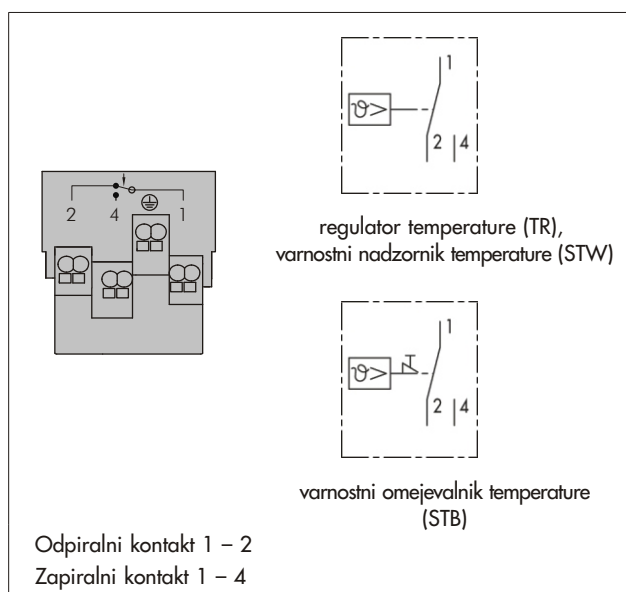 1
ϑ>
2 4
regulator temperature (TR),
varnostni nadzornik temperature (STW)
2 4 1
1
ϑ>
2 4
varnostni omejevalnik temperature
(STB)
Odpiralni kontakt 1 – 2
Zapiralni kontakt 1 – 4